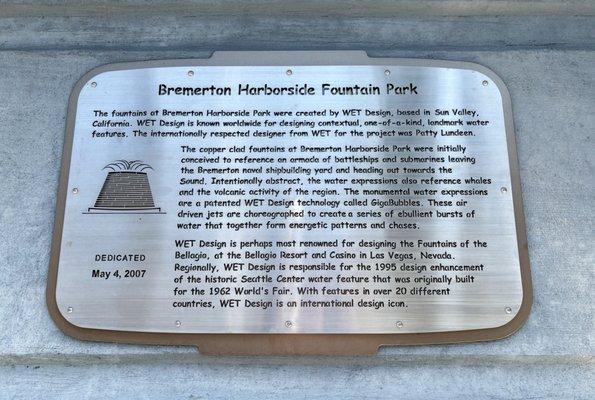 Bremerton Harborside Fountain Park
The fountains at Bremerton Harborside Park were created by WET Design, based in Sun Valley,
California. WET Design is known worldwide for designing contextual, one-of-a-kind, landmark water
features. The internationally respected designer from WET for the project was Patty Lundeen.
The copper clad fountains at Bremerton Harborside Park were initially
conceived to reference an armada of battleships and submarines leaving
the Bremerton naval shipbuilding yard and heading out towards the
Sound. Intentionally abstract, the water expressions also reference whales
and the volcanic activity of the region. The monumental water expressions
are a patented WET Design technology called GigaBubbles. These air
driven jets are choreographed to create a series of ebullient bursts of
water that together form energetic patterns and chases.
DEDICATED
May 4, 2007
WET Design is perhaps most renowned for designing the Fountains of the
Bellagio, at the Bellagio Resort and Casino in Las Vegas, Nevada.
Regionally, WET Design is responsible for the 1995 design enhancement
of the historic Seattle Center water feature that was originally built
for the 1962 World's Fair. With features in over 20 different
countries, WET Design is an international design icon.